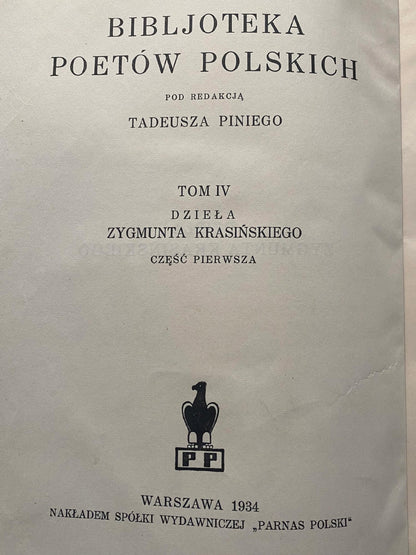 BIBLJOTEKA
POETÓW POLSKICH
POD REDAKCJĄ
TADEUSZA PINIEGO
TOM IV
DZIEŁA
ZYGMUNTA KRASIŃSKIEGO
CZĘŚĆ PIERWSZA
P P
WARSZAWA 1934
NAKŁADEM SPÓŁKI WYDAWNICZEJ „PARNAS POLSKI“